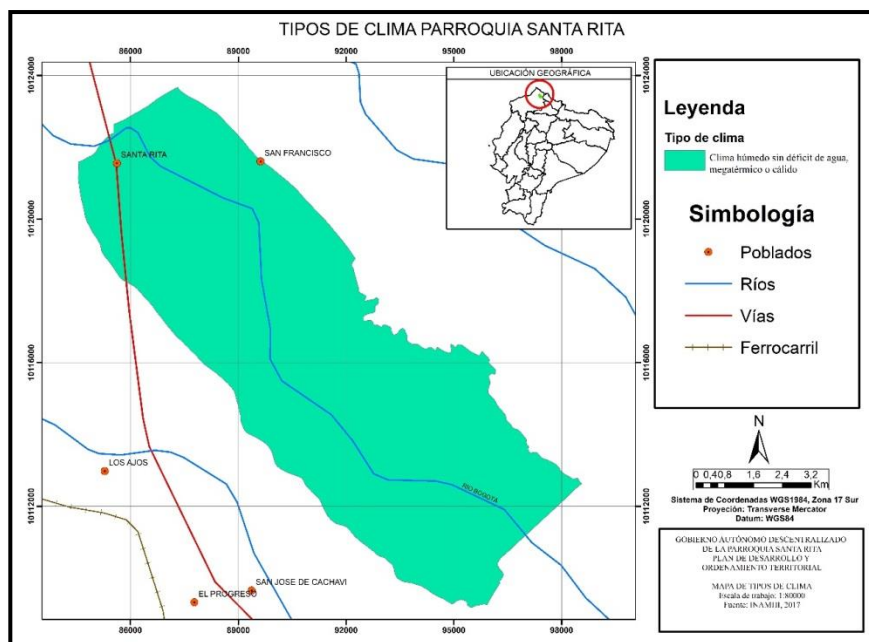 TIPOS DE CLIMA PARROQUIA SANTA RITA
86000 89000 92000 95000 98000
10124000
10120000
10116000
10112000
UBICACIÓN GEOGRÁFICA
SANTA RITA
SAN FRANCISCO
LOS AJOS
RIO BOGOTA
SAN JOSE DE CACHAVI
EL PROGRESO
10124000
10120000
10116000
10112000
86000 89000 92000 95000 98000
Leyenda
Tipo de clima
Clima húmedo sin déficit de agua,
megatérmico o cálido
Simbología
Poblados
Ríos
Vías
Ferrocarril
N
0 0,40,8 1,6 2,4 3,2
Km
Sistema de Coordenadas WGS1984, Zona 17 Sur
Proyeción: Transverse Mercator
Datum: WGS84
GOBIERNO AUTÓNOMO DESCENTRALIZADO
DE LA PARROQUIA SANTA RITA
PLAN DE DESARROLLO Y
ORDENAMIENTO TERRITORIAL
MAPA DE TIPOS DE CLIMA
Escala de trabajo: 1:80000
Fuente: INAMHI, 2017